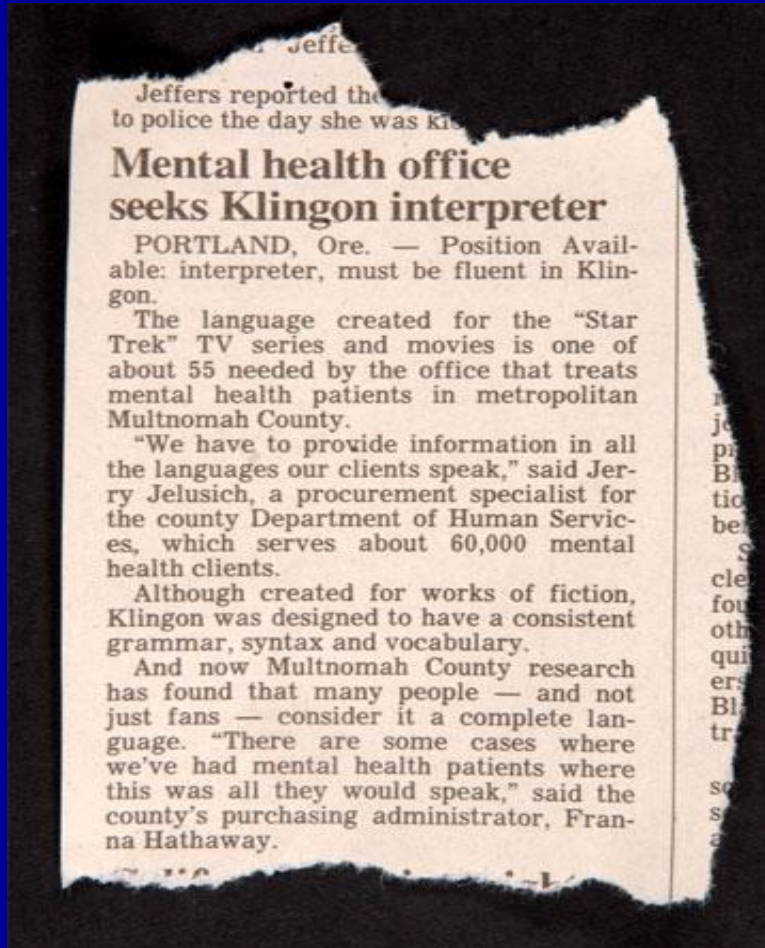 Jeffers reported the
to police the day she was
Mental health office
seeks Klingon interpreter
PORTLAND, Ore. — Position Avail-
able: interpreter, must be fluent in Klin-
gon.
The language created for the “Star
Trek” TV series and movies is one of
about 55 needed by the office that treats
mental health patients in metropolitan
Multnomah County.
“We have to provide information in all
the languages our clients speak,” said Jer-
ry Jelusich, a procurement specialist for
the county Department of Human Servic-
es, which serves about 60,000 mental
health clients.
Although created for works of fiction,
Klingon was designed to have a consistent
grammar, syntax and vocabulary.
And now Multnomah County research
has found that many people — and not
just fans — consider it a complete lan-
guage. “There are some cases where
we’ve had mental health patients where
this was all they would speak,” said the
county’s purchasing administrator, Fran-
na Hathaway.